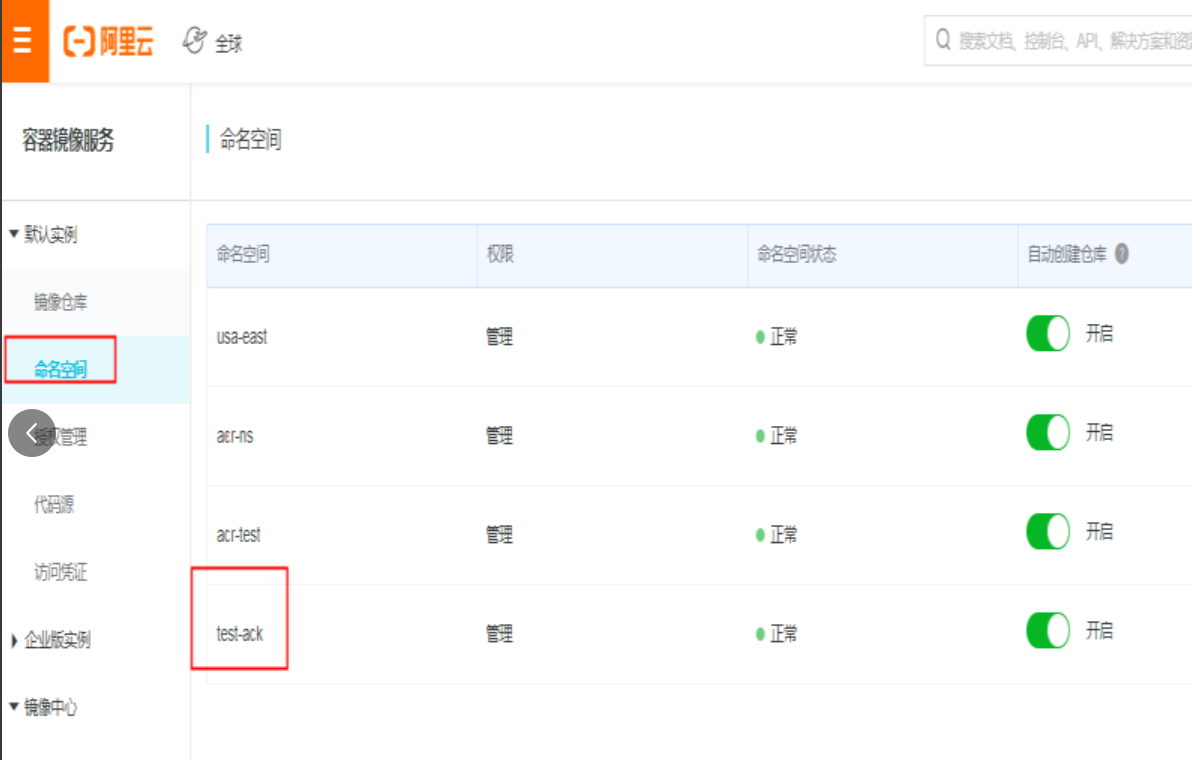 阿里云 全球 搜索文档、控制台、API、解决方案和资
容器镜像服务
命名空间
默认实例
镜像仓库
命名空间
授权管理
代码源
访问凭证
企业版实例
镜像中心
命名空间 权限 命名空间状态 自动创建仓库 ?
usa-east 管理 正常 开启
acr-ns 管理 正常 开启
acr-test 管理 正常 开启
test-ack 管理 正常 开启